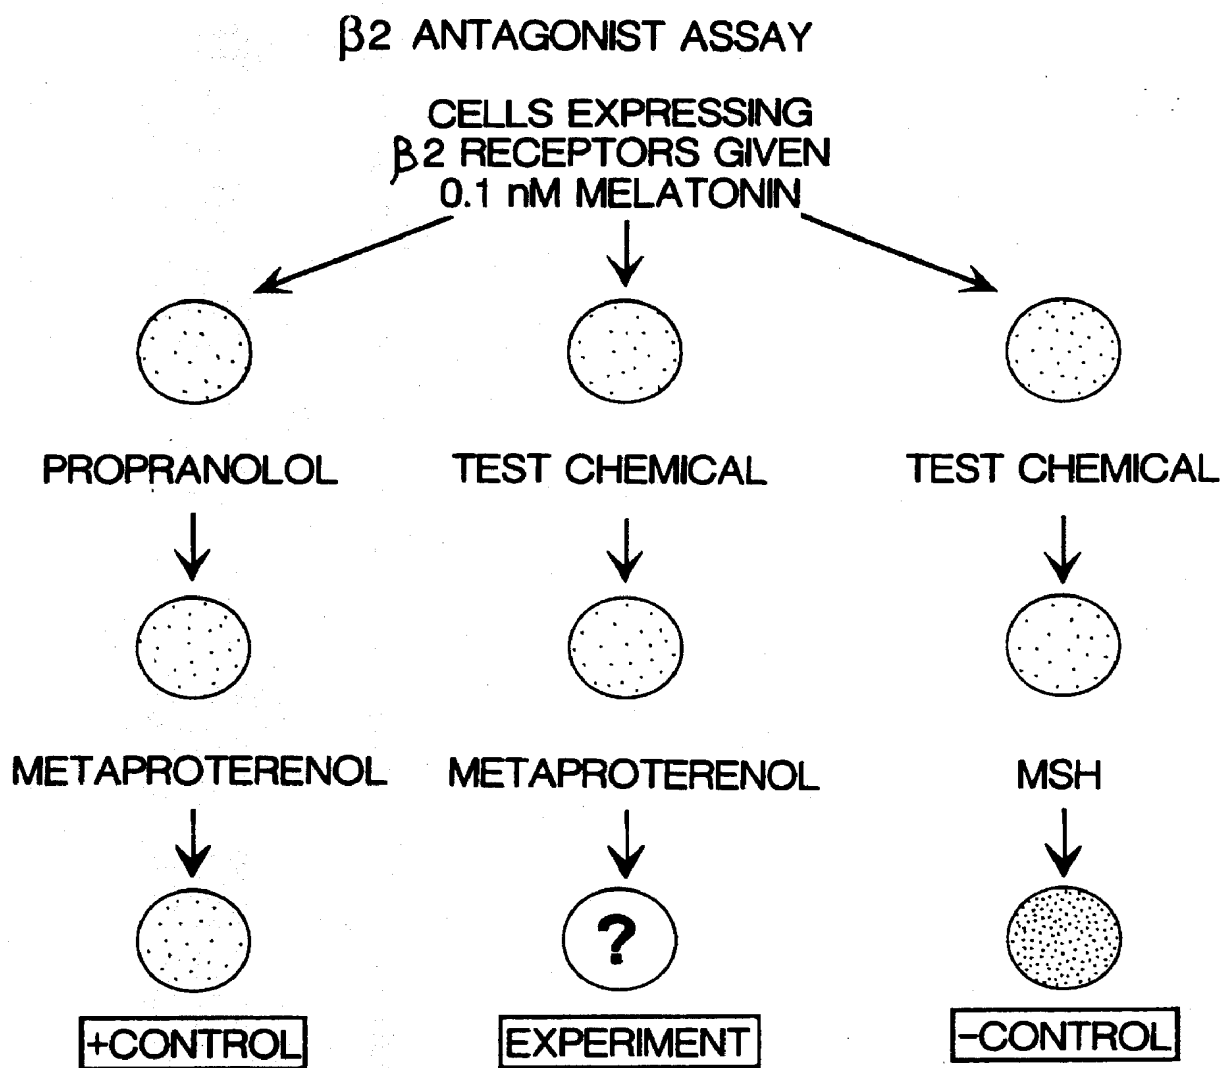 β2 ANTAGONIST ASSAY
CELLS EXPRESSING
β2 RECEPTORS GIVEN
0.1 nM MELATONIN
PROPRANOLOL
TEST CHEMICAL
TEST CHEMICAL
METAPROTERENOL
METAPROTERENOL
MSH
?
+CONTROL
EXPERIMENT
-CONTROL